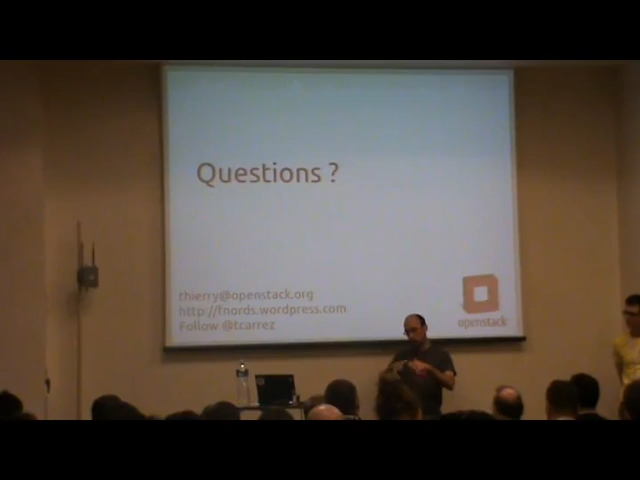 Questions ?
thierry@openstack.org
http://fnords.wordpress.com
Follow @tcarrez
openstack